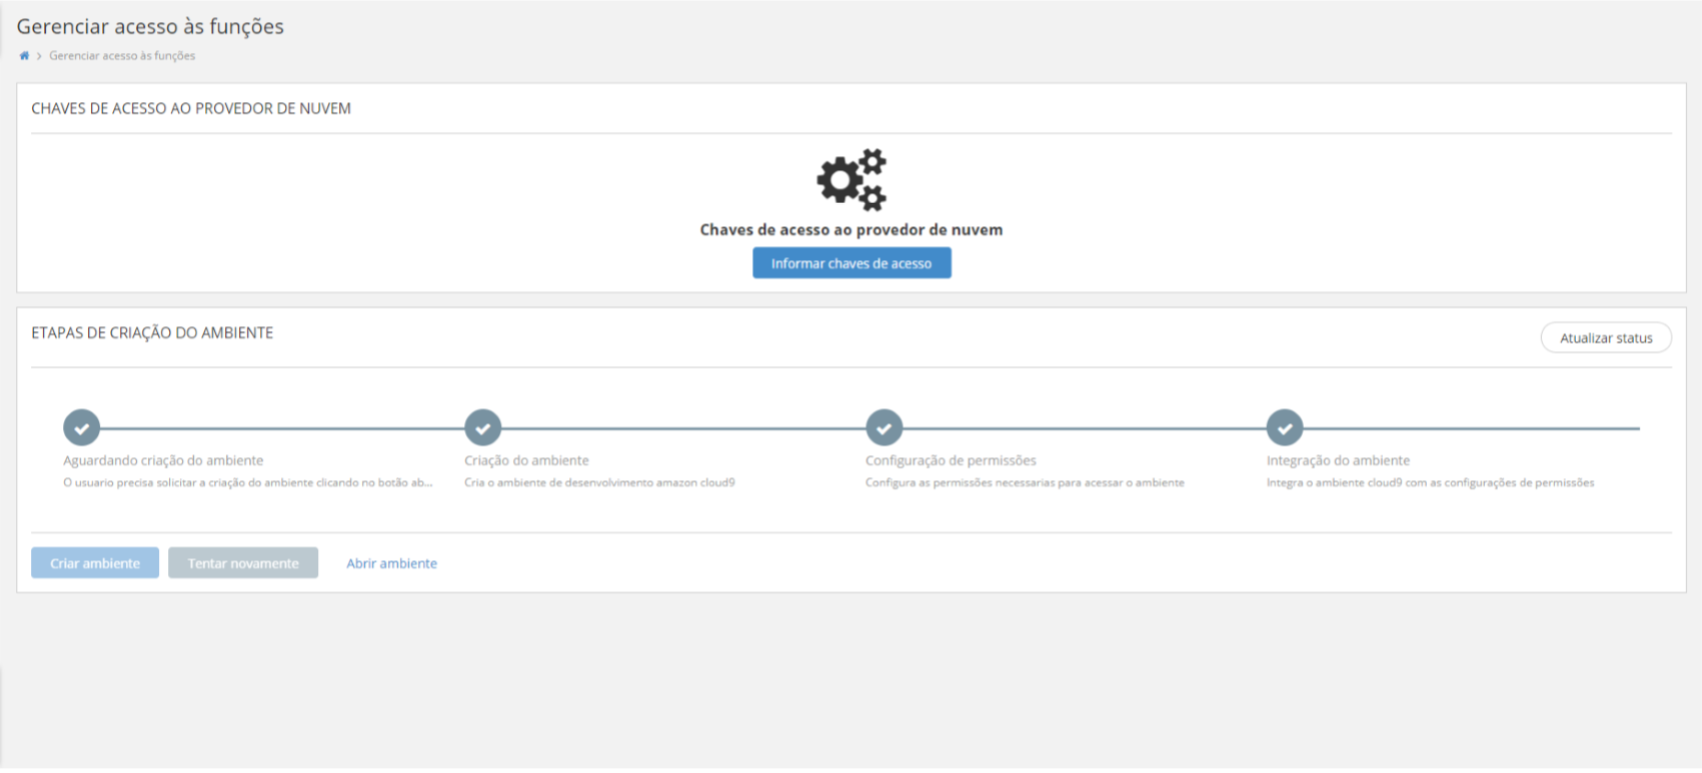 Gerenciar acesso às funções
> Gerenciar acesso às funções
CHAVES DE ACESSO AO PROVEDOR DE NUVEM
Chaves de acesso ao provedor de nuvem
Informar chaves de acesso
ETAPAS DE CRIAÇÃO DO AMBIENTE
Atualizar status
Aguardando criação do ambiente
O usuario precisa solicitar a criação do ambiente clicando no botão ab...
Criação do ambiente
Cria o ambiente de desenvolvimento amazon cloud9
Configuração de permissões
Configura as permissões necessarias para acessar o ambiente
Integração do ambiente
Integra o ambiente cloud9 com as configurações de permissões
Criar ambiente
Tentar novamente
Abrir ambiente